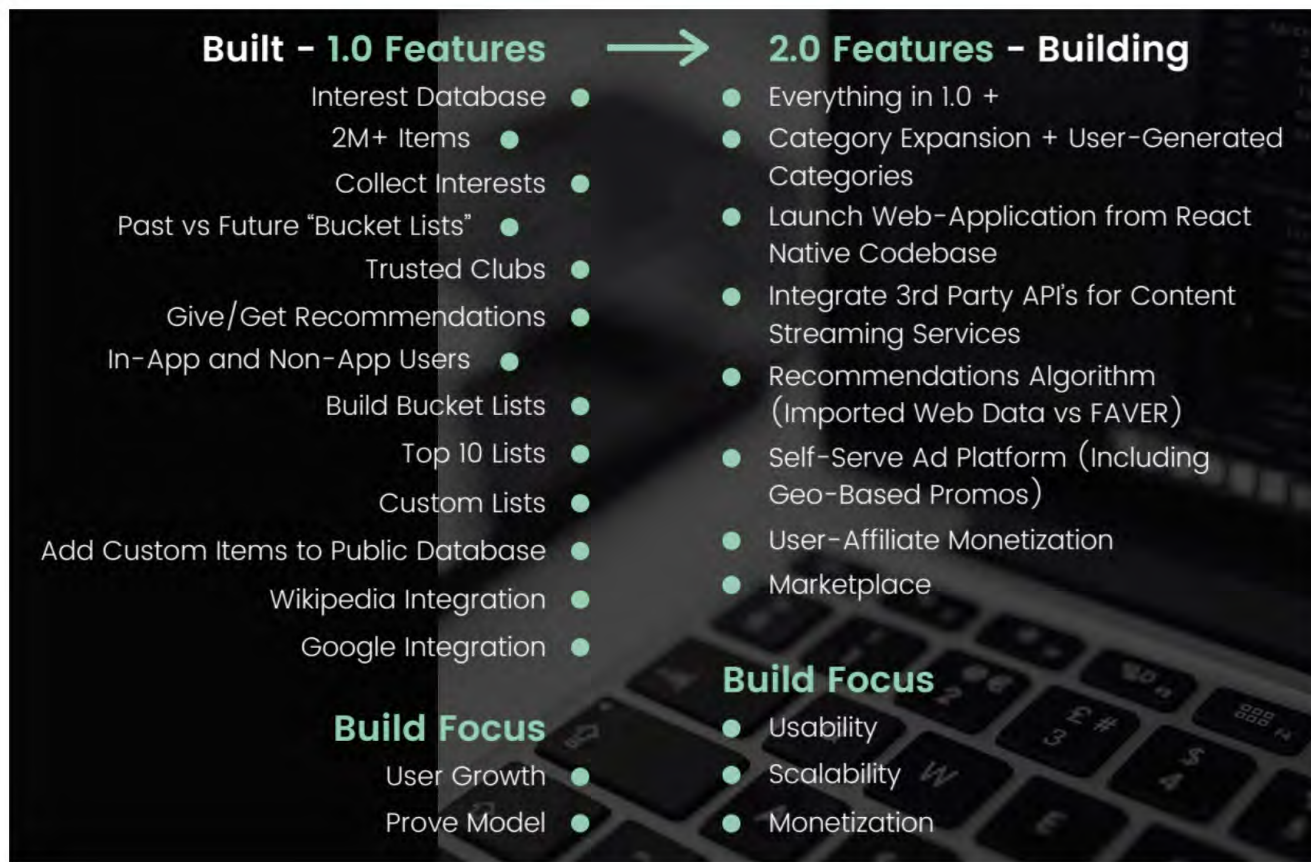 Built - 1.0 Features
Interest Database
2M+ Items
Collect Interests
Past vs Future “Bucket Lists”
Trusted Clubs
Give/Get Recommendations
In-App and Non-App Users
Build Bucket Lists
Top 10 Lists
Custom Lists
Add Custom Items to Public Database
Wikipedia Integration
Google Integration
Build Focus
User Growth
Prove Model
2.0 Features - Building
Everything in 1.0 +
Category Expansion + User-Generated
Categories
Launch Web-Application from React
Native Codebase
Integrate 3rd Party API's for Content
Streaming Services
Recommendations Algorithm
(Imported Web Data vs FAVER)
Self-Serve Ad Platform (Including
Geo-Based Promos)
User-Affiliate Monetization
Marketplace
Build Focus
Usability
Scalability
Monetization